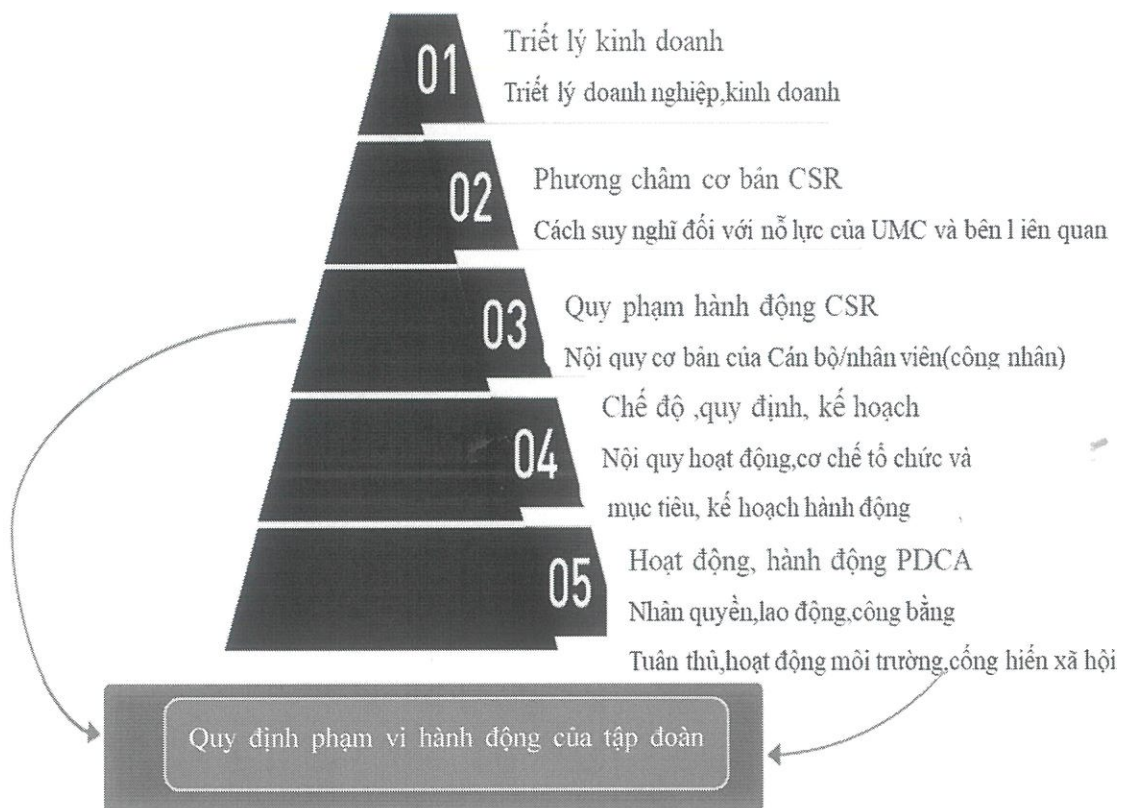 01
Triết lý kinh doanh
Triết lý doanh nghiệp,kinh doanh
02
Phương châm cơ bản CSR
Cách suy nghĩ đối với nỗ lực của UMC và bên l iên quan
03
Quy phạm hành động CSR
Nội quy cơ bản của Cán bộ/nhân viên(công nhân)
04
Chế độ ,quy định, kế hoạch
Nội quy hoạt động,cơ chế tổ chức và
mục tiêu, kế hoạch hành động
05
Hoạt động, hành động PDCA
Nhân quyền,lao động,công bằng
Tuân thủ,hoạt động môi trường,cống hiến xã hội
Quy định phạm vi hành động của tập đoàn